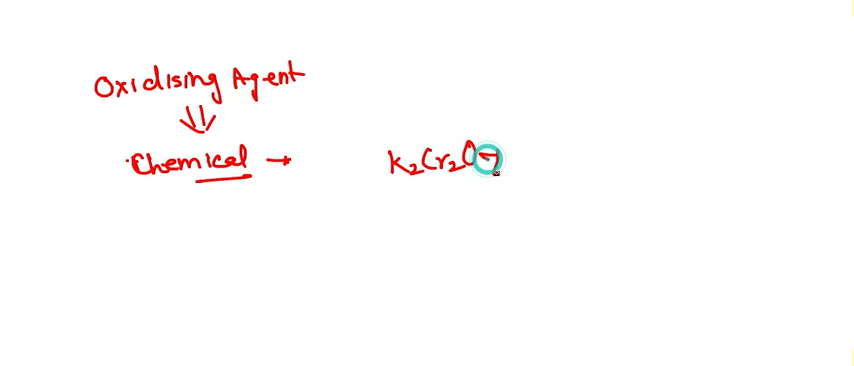 Oxidising Agent
⇓
Chemical → K2Cr2O7